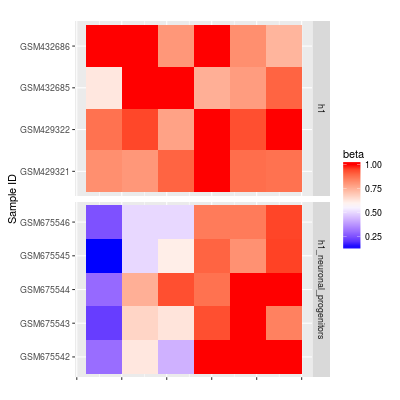 Sample ID
GSM432686
GSM432685
GSM429322
GSM429321
h1
GSM675546
GSM675545
GSM675544
GSM675543
GSM675542
h1_neuronal_progenitors
beta
1.00
0.75
0.50
0.25